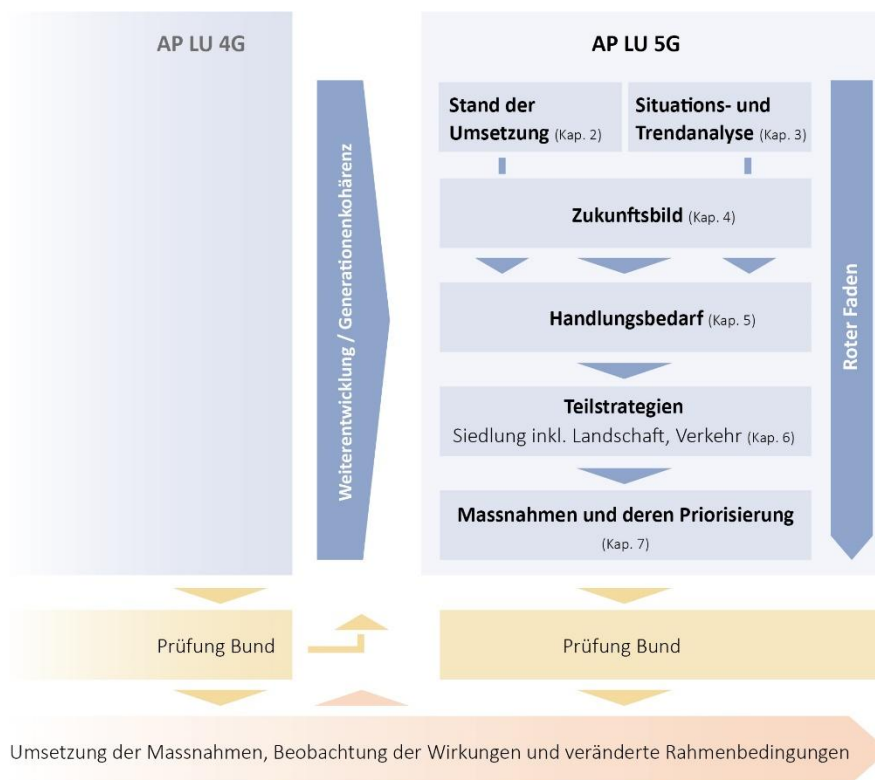 AP LU 4G
AP LU 5G
Weiterentwicklung / Generationenkohärenz
Stand der
Umsetzung (Kap. 2)
Situations- und
Trendanalyse (Kap. 3)
Zukunftsbild (Kap. 4)
Handlungsbedarf (Kap. 5)
Teilstrategien
Siedlung inkl. Landschaft, Verkehr (Kap. 6)
Massnahmen und deren Priorisierung
(Kap. 7)
Roter Faden
Prüfung Bund
Prüfung Bund
Umsetzung der Massnahmen, Beobachtung der Wirkungen und veränderte Rahmenbedingungen